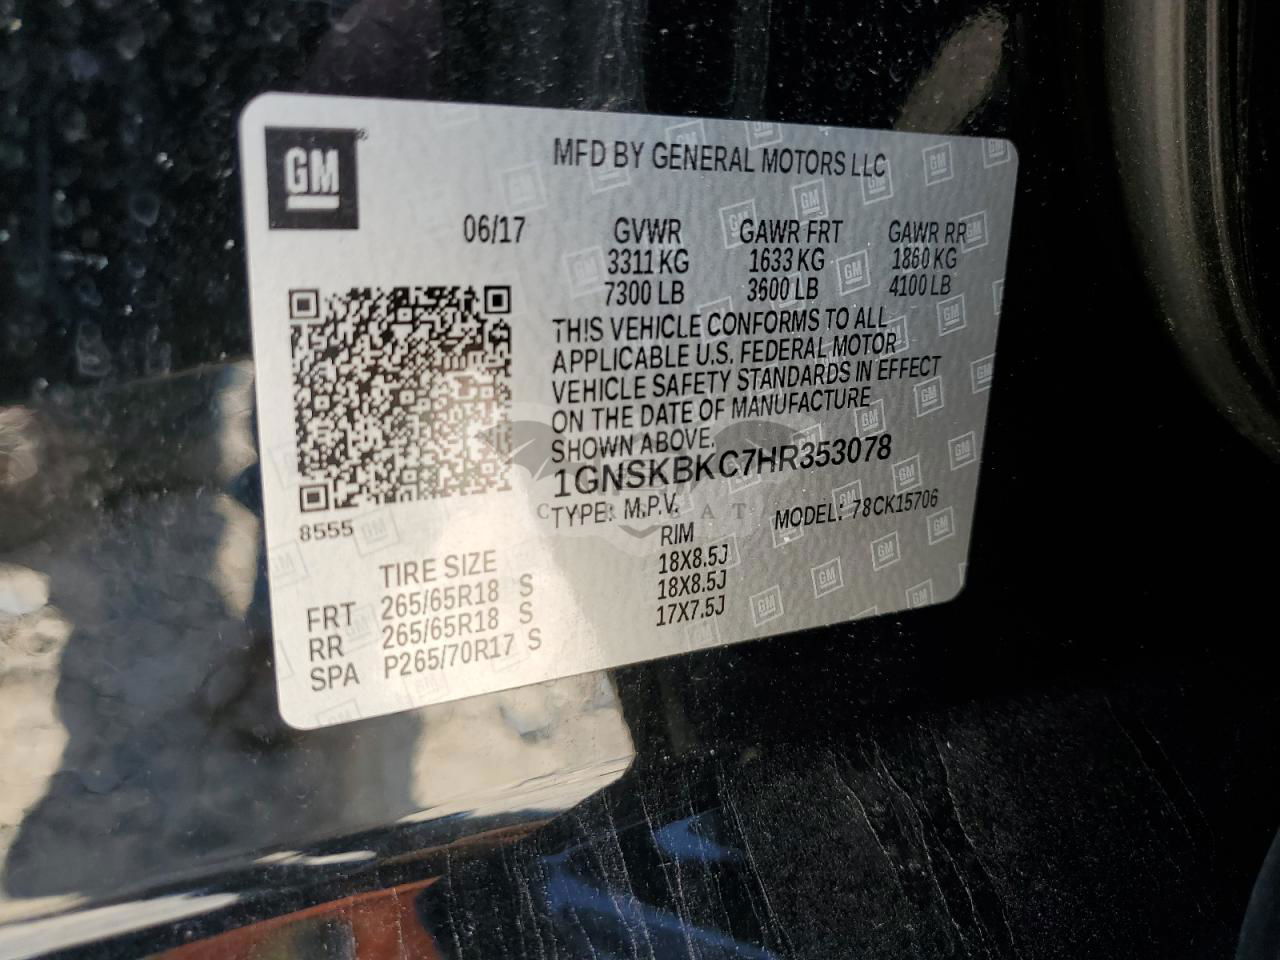 GM
MFD BY GENERAL MOTORS LLC
06/17 GVWR GAWR FRT GAWR RR
3311 KG 1633 KG 1860 KG
7300 LB 3600 LB 4100 LB
THIS VEHICLE CONFORMS TO ALL
APPLICABLE U.S. FEDERAL MOTOR
VEHICLE SAFETY STANDARDS IN EFFECT
ON THE DATE OF MANUFACTURE
SHOWN ABOVE.
1GNSKBKC7HR353078
TYPE: M.P.V. MODEL: 78CK15706
8555
TIRE SIZE RIM
FRT 265/65R18 S 18X8.5J
RR 265/65R18 S 18X8.5J
SPA P265/70R17 S 17X7.5J